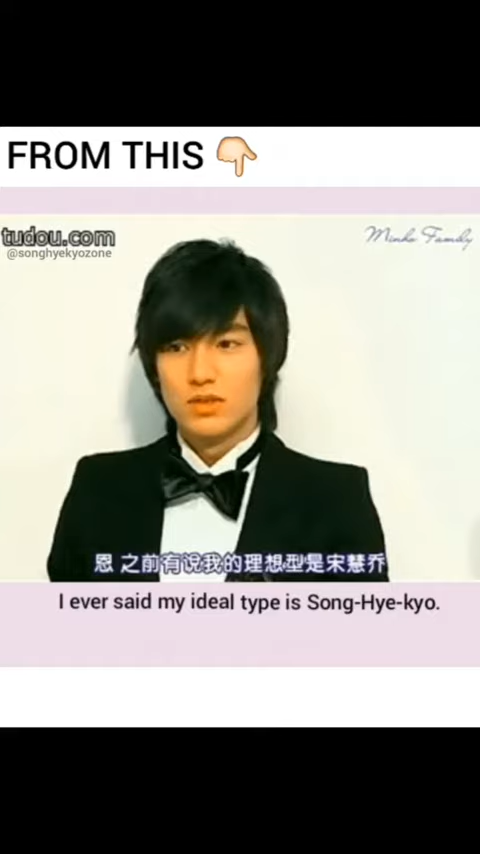 FROM THIS 👇
tudou.com
Minho Family
@songhyekyozone
恩 之前有说我的理想型是宋慧乔
I ever said my ideal type is Song-Hye-kyo.